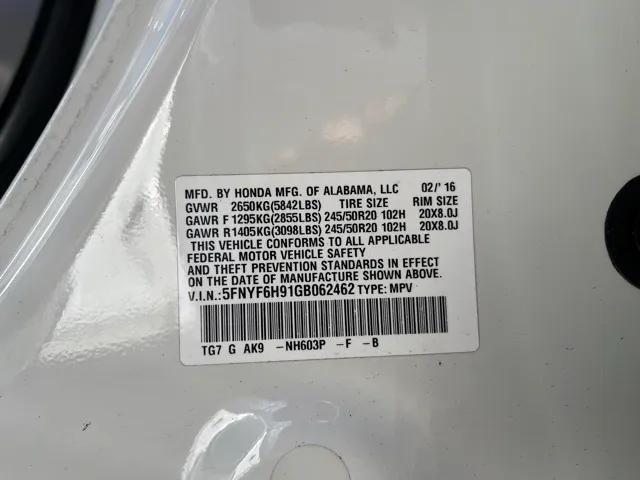 MFD. BY HONDA MFG. OF ALABAMA, LLC 02/'16
GVWR 2650KG(5842LBS) TIRE SIZE RIM SIZE
GAWR F 1295KG(2855LBS) 245/50R20 102H 20X8.0J
GAWR R1405KG(3098LBS) 245/50R20 102H 20X8.0J
THIS VEHICLE CONFORMS TO ALL APPLICABLE
FEDERAL MOTOR VEHICLE SAFETY
AND THEFT PREVENTION STANDARDS IN EFFECT
ON THE DATE OF MANUFACTURE SHOWN ABOVE.
V.I.N.:5FNYF6H91GB062462 TYPE: MPV
TG7 G AK9 -NH603P -F -B